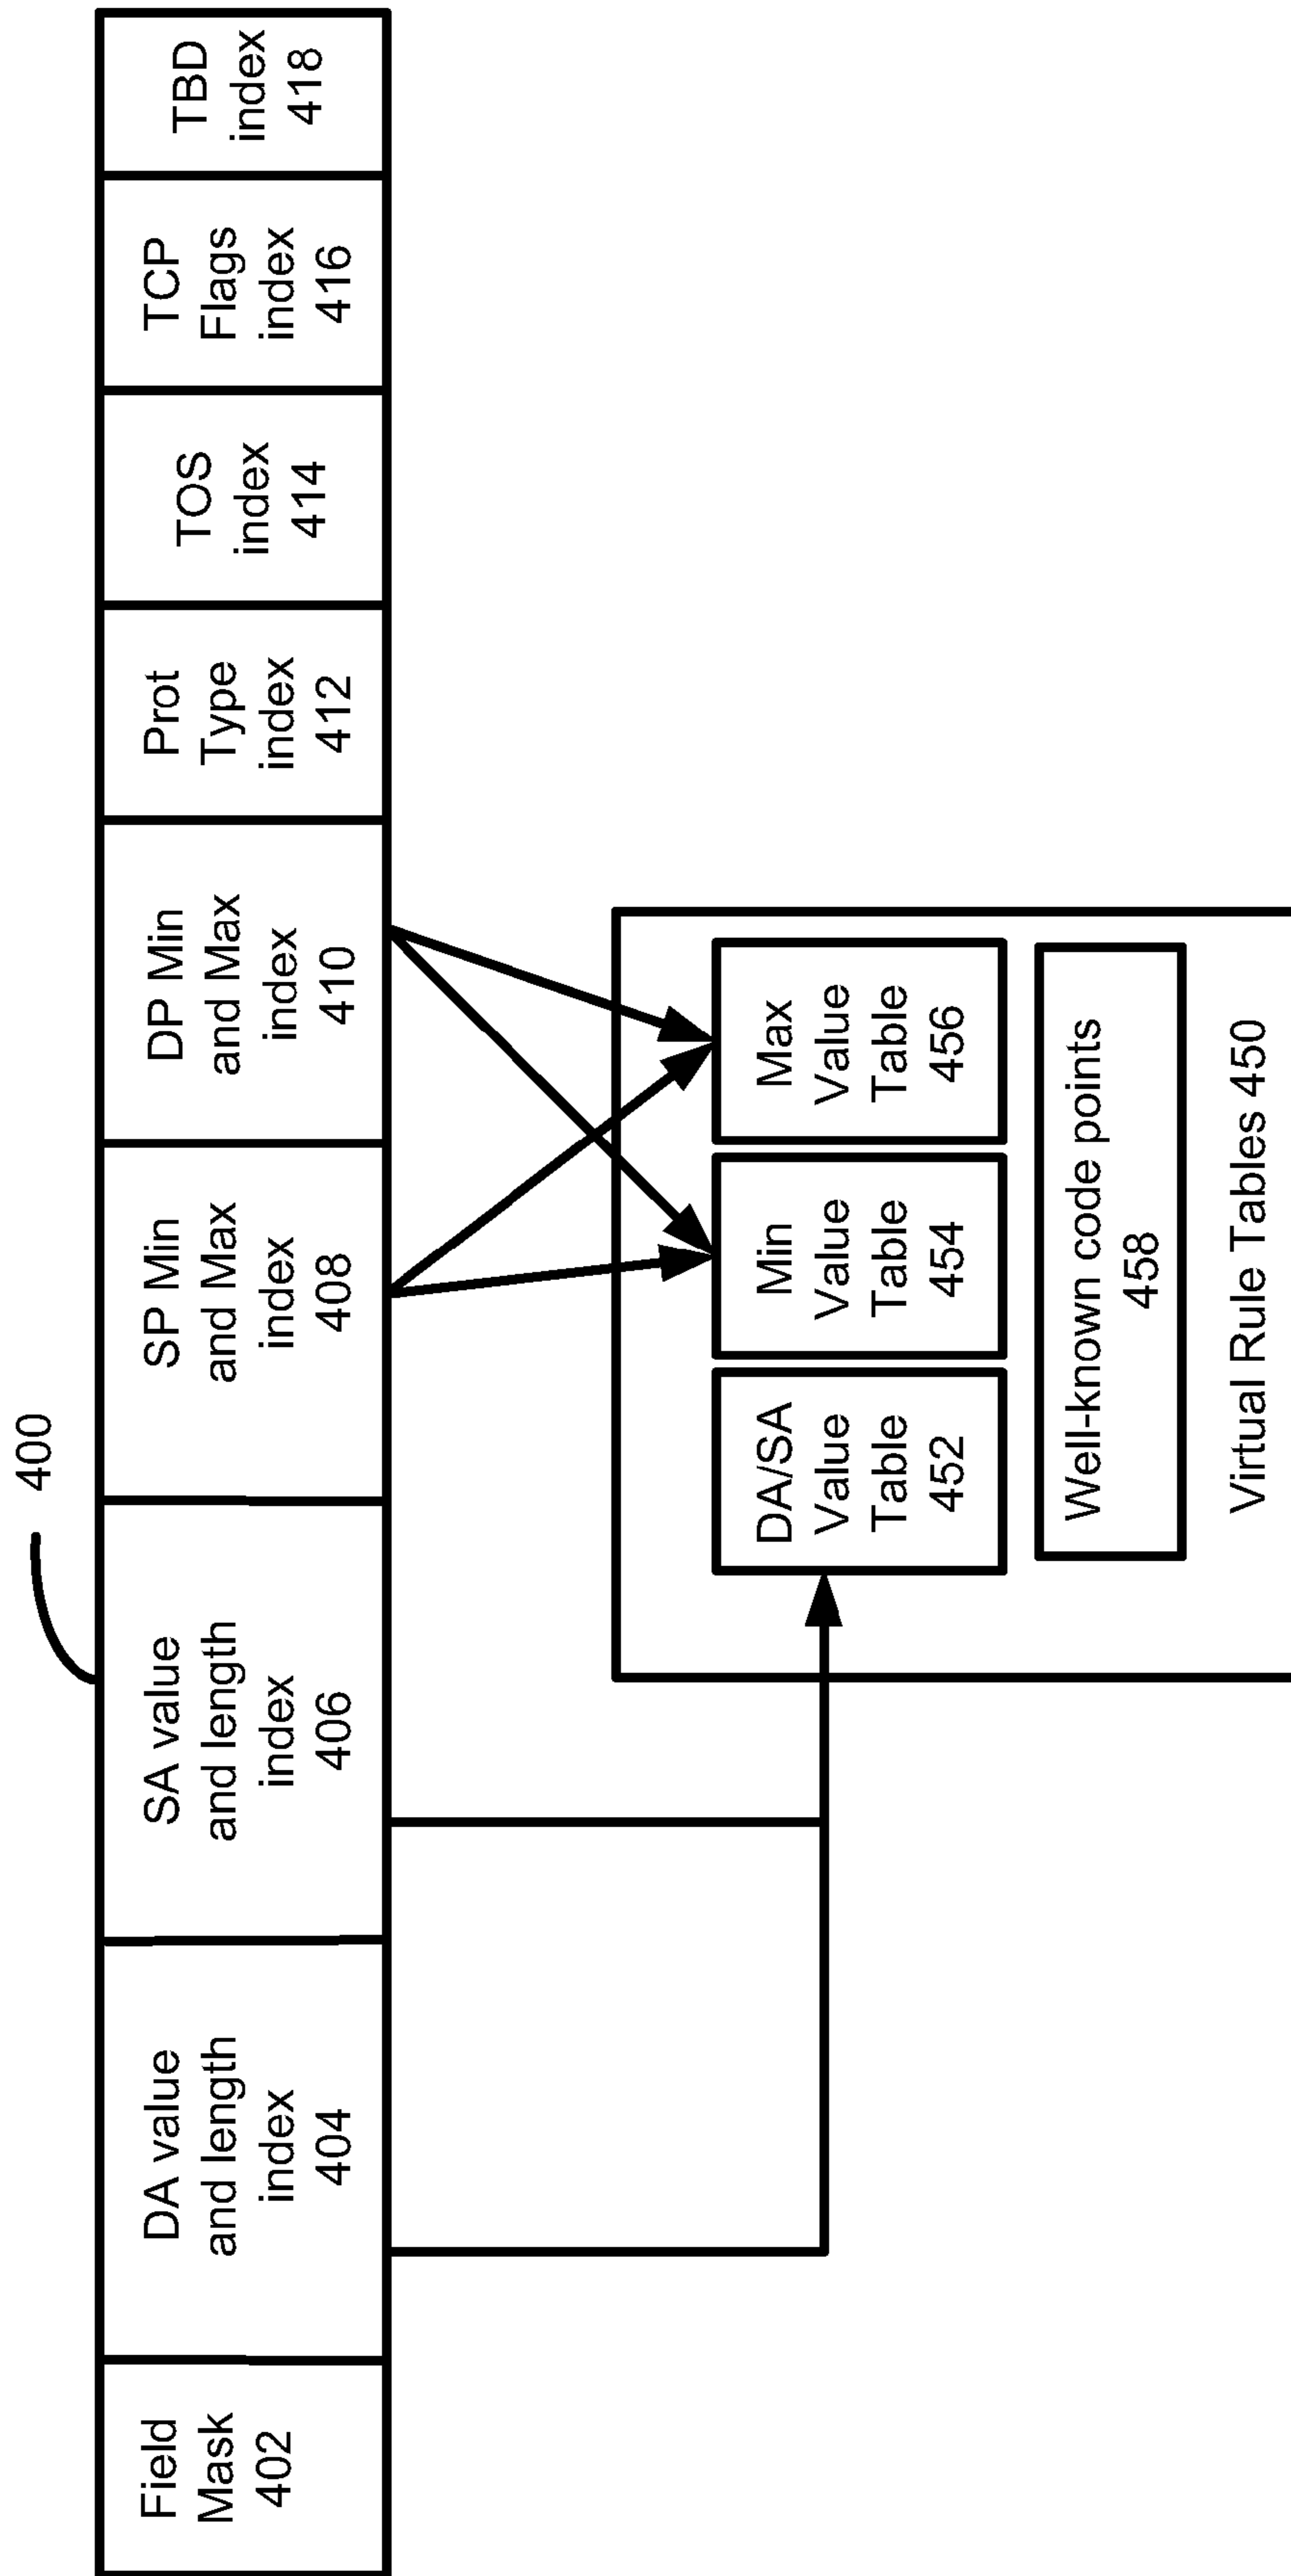 400
Field
Mask
402
DA value
and length
index
404
SA value
and length
index
406
SP Min
and Max
index
408
DP Min
and Max
index
410
Prot
Type
index
412
TOS
index
414
TCP
Flags
index
416
TBD
index
418
DA/SA
Value
Table
452
Min
Value
Table
454
Max
Value
Table
456
Well-known code points
458
Virtual Rule Tables 450